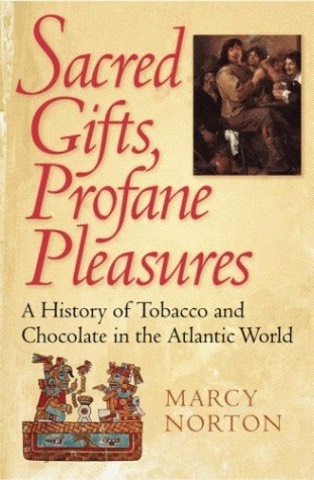 Sacred
Gifts,
Profane
Pleasures
A History of Tobacco and
Chocolate in the Atlantic World
MARCY
NORTON